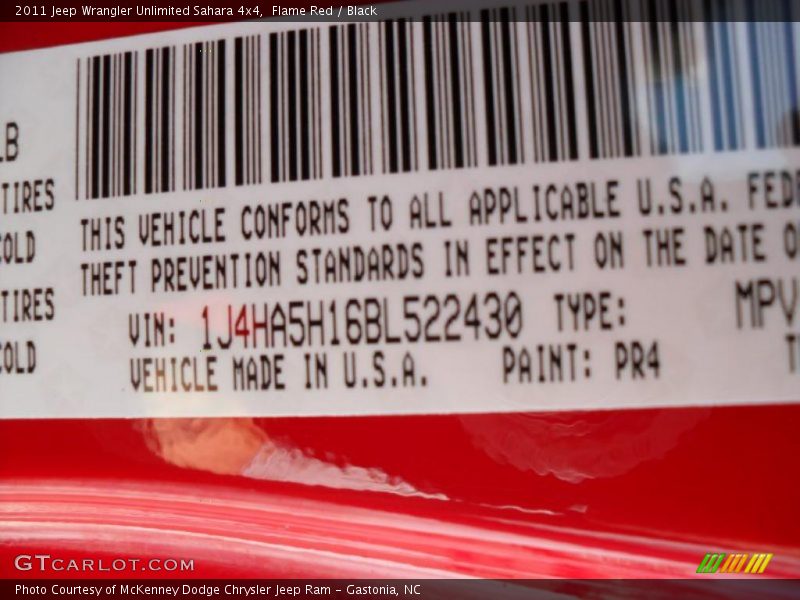 2011 Jeep Wrangler Unlimited Sahara 4x4, Flame Red / Black
LB
TIRES
COLD
TIRES
COLD
THIS VEHICLE CONFORMS TO ALL APPLICABLE U.S.A. FEDE
THEFT PREVENTION STANDARDS IN EFFECT ON THE DATE O
VIN: 1J4HA5H16BL522430 TYPE: MPV
VEHICLE MADE IN U.S.A. PAINT: PR4 T
GTCARLOT.COM
Photo Courtesy of McKenney Dodge Chrysler Jeep Ram – Gastonia, NC